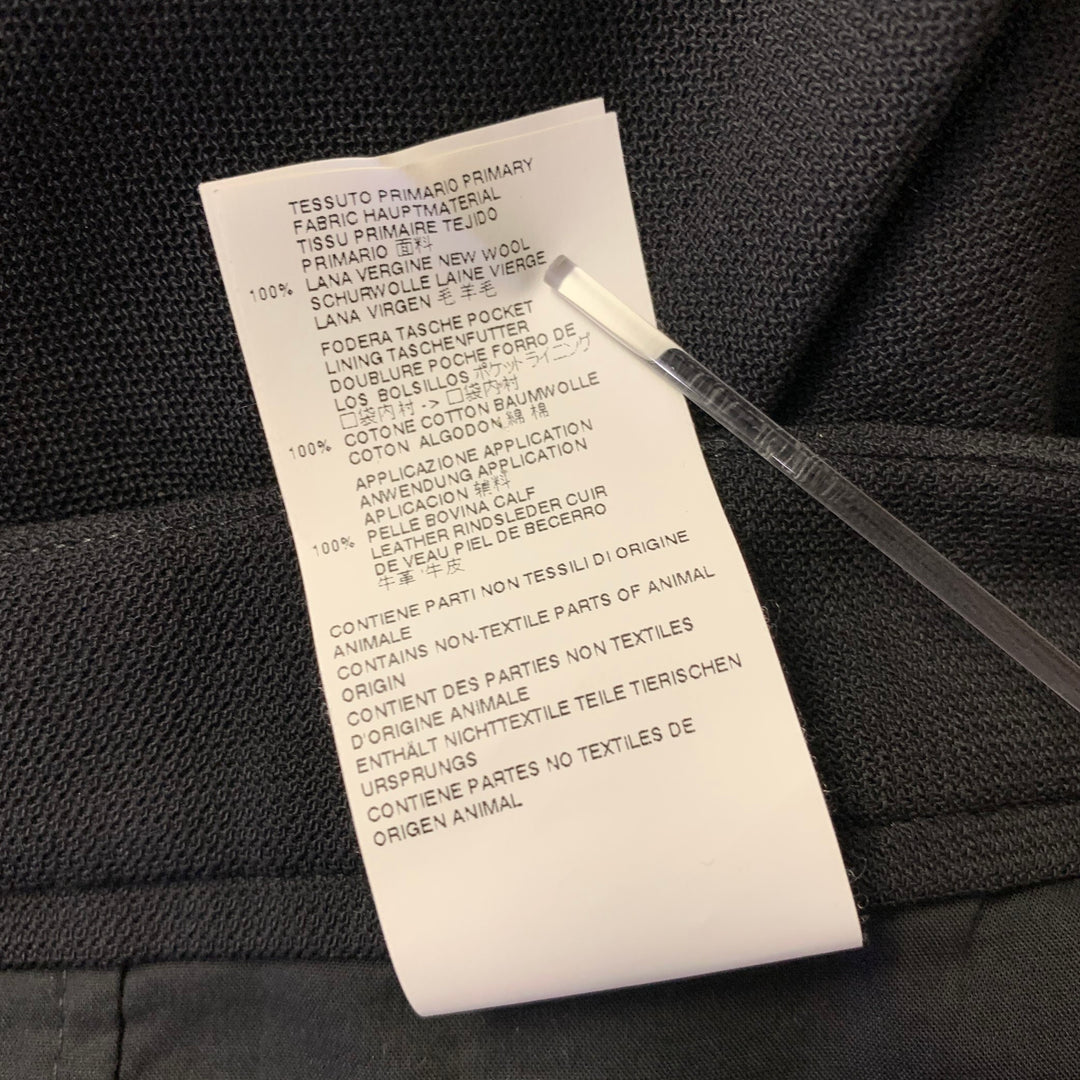 TESSUTO PRIMARIO PRIMARY
FABRIC HAUPTMATERIAL
TISSU PRIMAIRE TEJIDO
PRIMARIO 面料
100% LANA VERGINE NEW WOOL
SCHURWOLLE LAINE VIERGE
LANA VIRGEN 毛 羊毛
FODERA TASCHE POCKET
LINING TASCHENFUTTER
DOUBLURE POCHE FORRO DE
LOS BOLSILLOS ポケットライニング
口袋内村 -> 口袋内村
100% COTONE COTTON BAUMWOLLE
COTON ALGODON 綿 棉
APPLICAZIONE APPLICATION
ANWENDUNG APPLICATION
APLICACION 辅料
100% PELLE BOVINA CALF
LEATHER RINDSLEDER CUIR
DE VEAU PIEL DE BECERRO
牛革 牛皮
CONTIENE PARTI NON TESSILI DI ORIGINE
ANIMALE
CONTAINS NON-TEXTILE PARTS OF ANIMAL
ORIGIN
CONTIENT DES PARTIES NON TEXTILES
D'ORIGINE ANIMALE
ENTHÄLT NICHTTEXTILE TEILE TIERISCHEN
URSPRUNGS
CONTIENE PARTES NO TEXTILES DE
ORIGEN ANIMAL